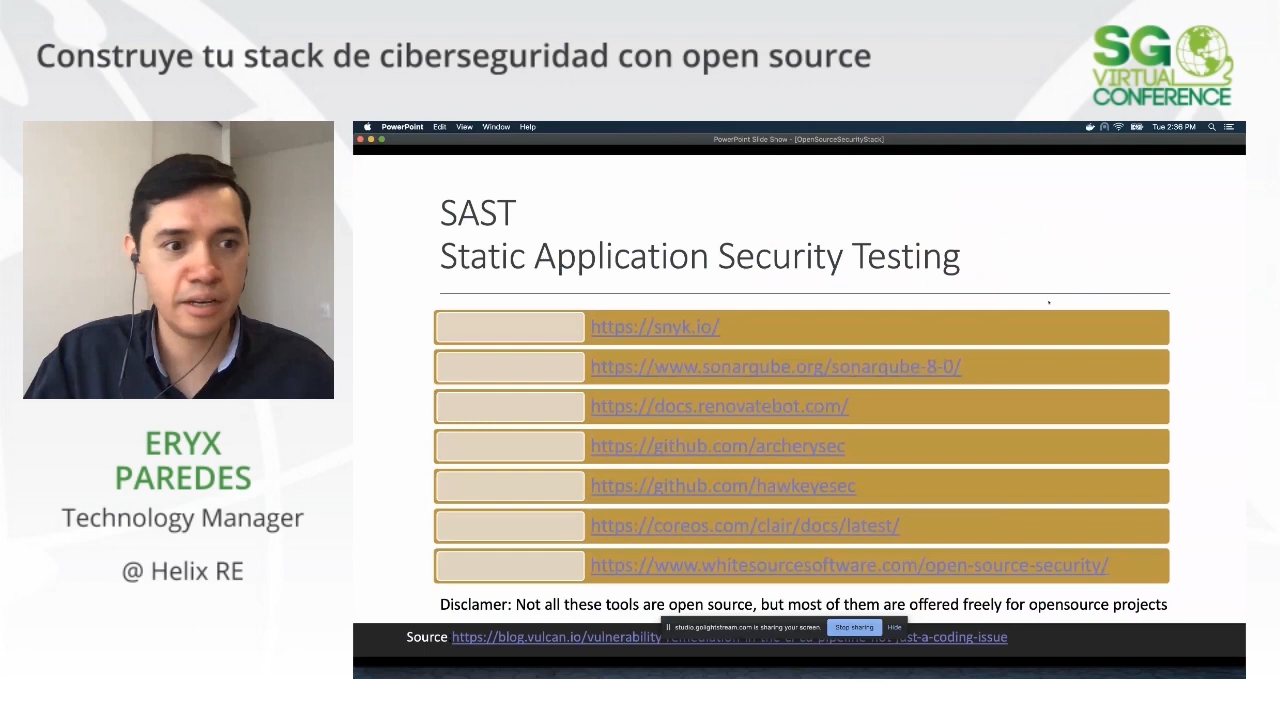 Construye tu stack de ciberseguridad con open source
SG
VIRTUAL
CONFERENCE
PowerPoint Edit View Window Help
Tue 2:36 PM
PowerPoint Slide Show - [OpenSourceSecurityStack]
SAST
Static Application Security Testing
https://snyk.io/
https://www.sonarqube.org/sonarqube-8-0/
https://docs.renovatebot.com/
https://github.com/archerysec
https://github.com/hawkeyesec
https://coreos.com/clair/docs/latest/
https://www.whitesourcesoftware.com/open-source-security/
Disclamer: Not all these tools are open source, but most of them are offered freely for opensource projects
studio.golightstream.com is sharing your screen. Stop sharing Hide
Source https://blog.vulcan.io/vulnerability
ERYX
PAREDES
Technology Manager
@ Helix RE